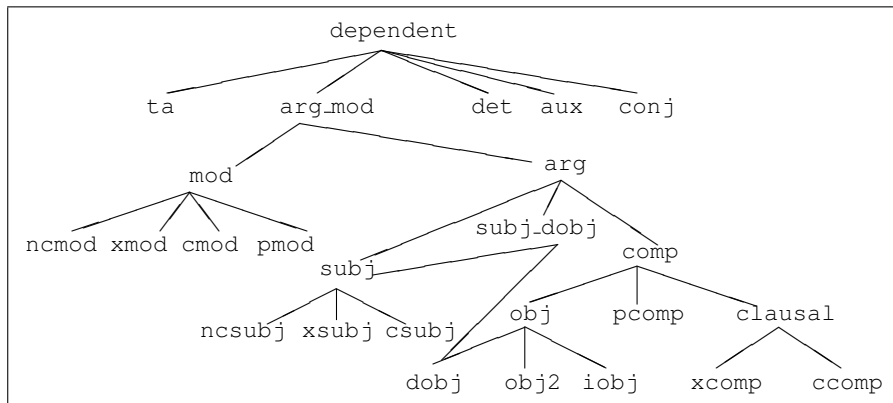 dependent
ta arg_mod det aux conj
mod arg
ncmod xmod cmod pmod subj_dobj
subj comp
ncsubj xsubj csubj obj pcomp clausal
dobj obj2 iobj xcomp ccomp